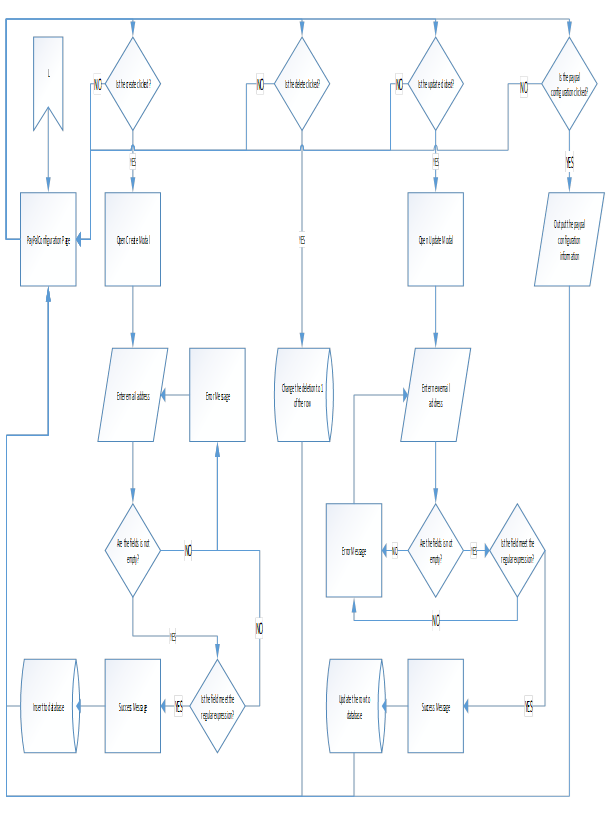 L
Is the create clicked?
Is the delete clicked?
Is the update clicked?
Is the paypal
configuration clicked?
NO
NO
NO
NO
YES
YES
YES
YES
PayPal Configuration Page
Open Create Modal
Open Update Modal
Output the paypal
configuration
information
Enter email address
Error Message
Change the deletion to 1
of the row
Enter new email
address
Are the fields is not
empty?
NO
Error Message
NO
Are the fields is not
empty?
YES
Is the field meet the
regular expression?
YES
NO
NO
Insert to database
Success Message
YES
Is the field meet the
regular expression?
Update the row to
database
Success Message
YES